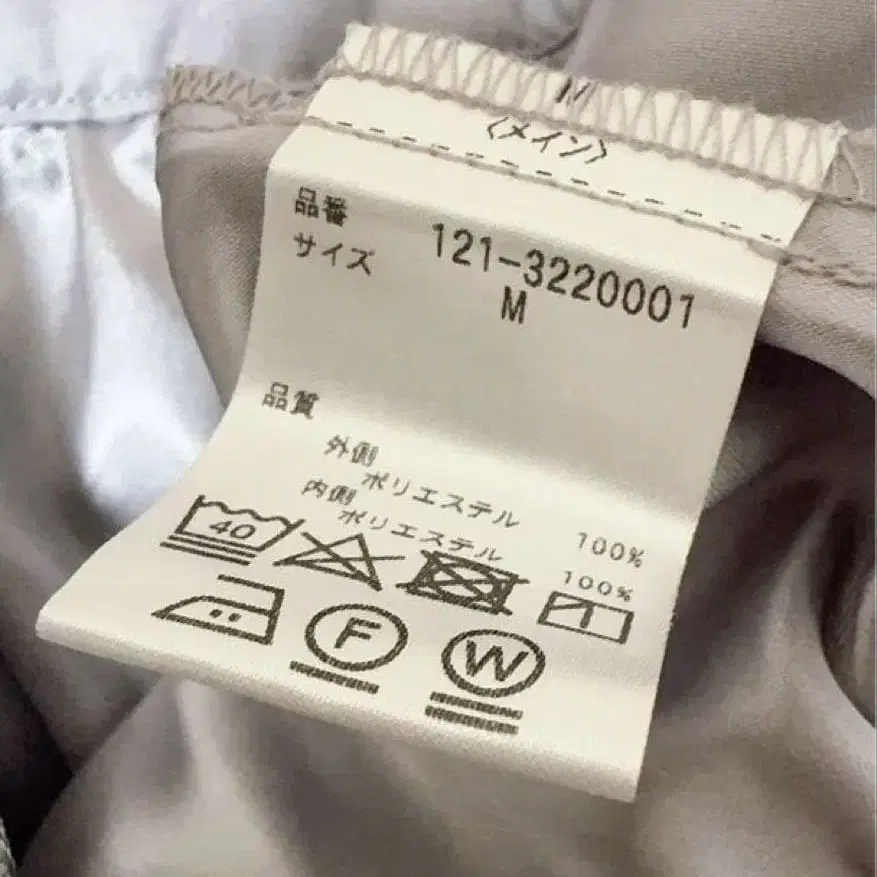 M
〈メイン〉
品番 121-3220001
サイズ M
品質
外側
ポリエステル 100%
内側
ポリエステル 100%
40
F
W